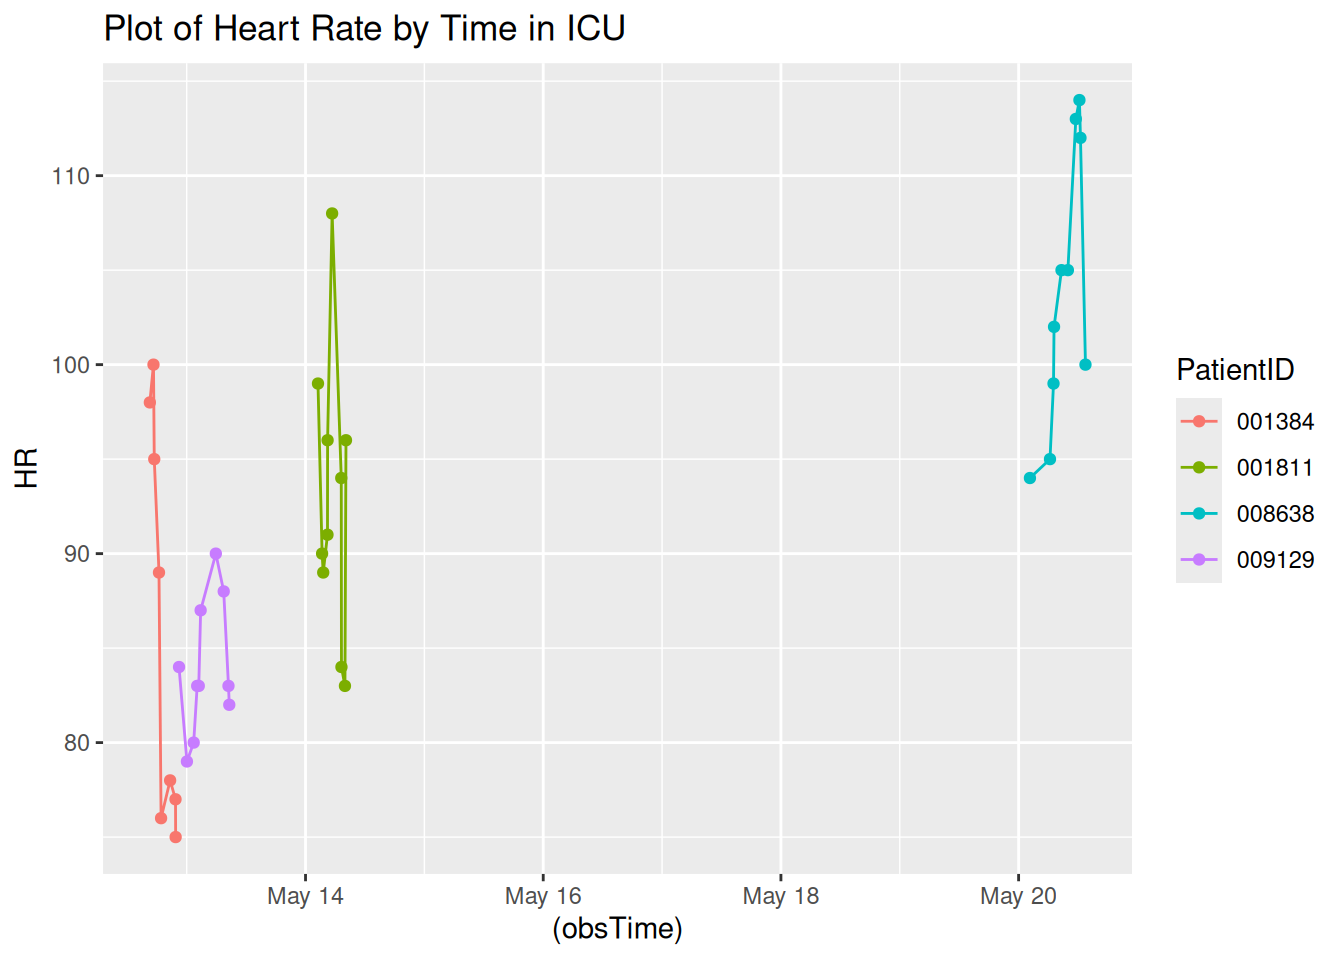 Plot of Heart Rate by Time in ICU
110
100
90
80
HR
May 14
May 16
May 18
May 20
(obsTime)
PatientID
001384
001811
008638
009129